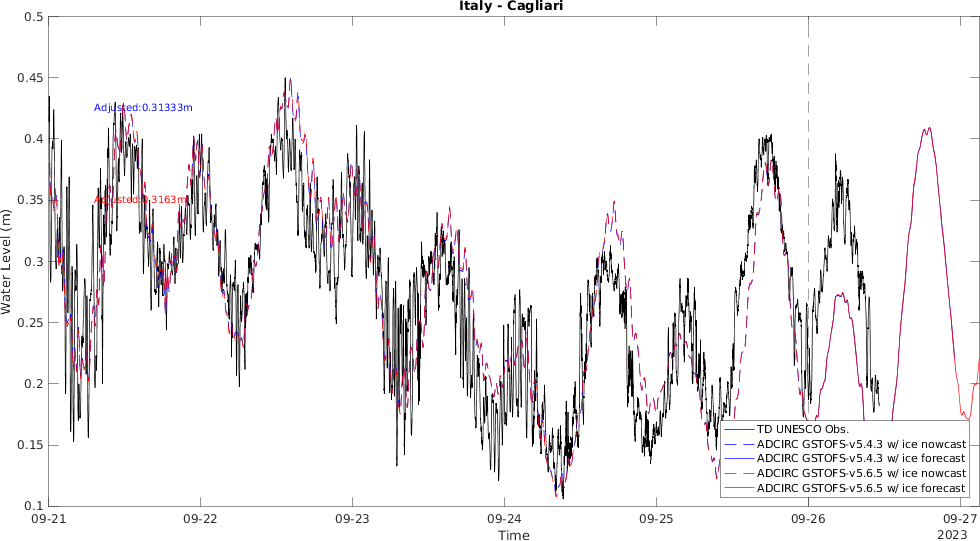 Italy - Cagliari
0.5
0.45
0.4
0.35
0.3
0.25
0.2
0.15
0.1
Water Level (m)
Adjusted:0.31333m
Adjusted:0.3163m
TD UNESCO Obs.
ADCIRC GSTOFS-v5.4.3 w/ ice nowcast
ADCIRC GSTOFS-v5.4.3 w/ ice forecast
ADCIRC GSTOFS-v5.6.5 w/ ice nowcast
ADCIRC GSTOFS-v5.6.5 w/ ice forecast
09-21 09-22 09-23 09-24 09-25 09-26 09-27
Time
2023